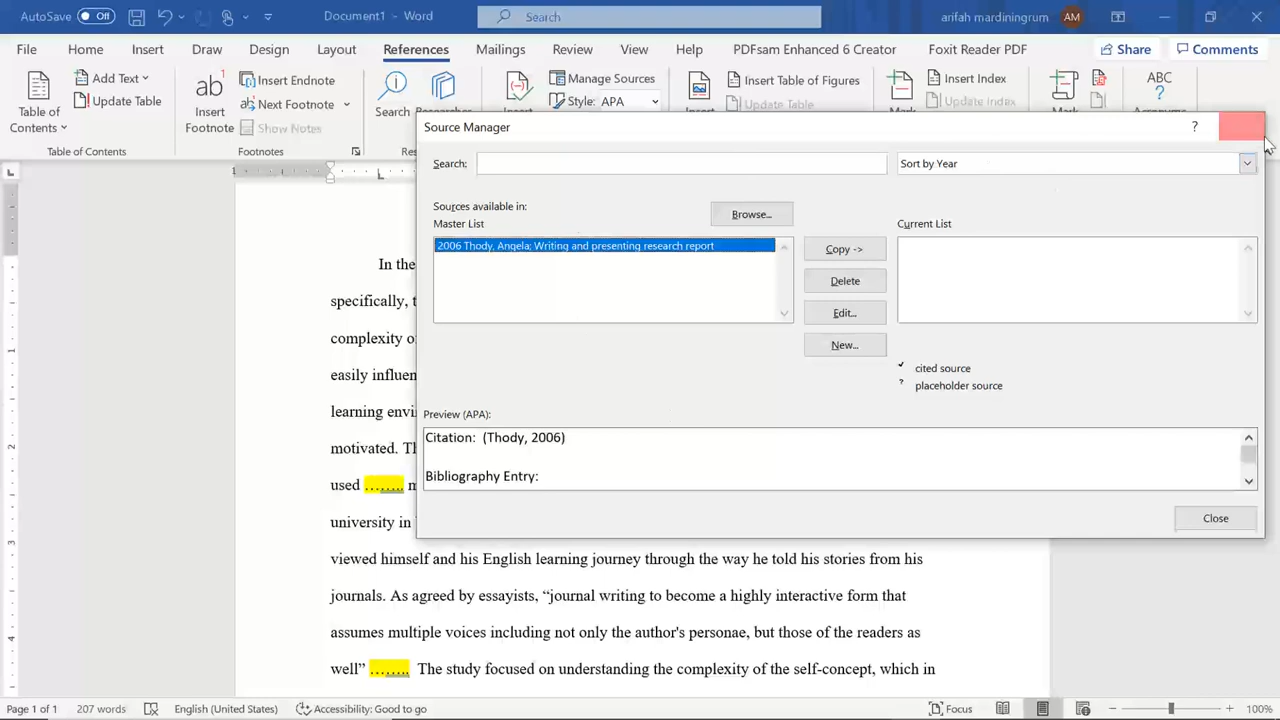 AutoSave Off Document1 - Word Search arifah mardiningrum AM
File Home Insert Draw Design Layout References Mailings Review View Help PDFsam Enhanced 6 Creator Foxit Reader PDF Share Comments
Table of
Contents
Add Text
Update Table
Table of Contents
ab
Insert
Footnote
Insert Endnote
Next Footnote
Show Notes
Footnotes
Search
Manage Sources
Style: APA
Insert Table of Figures
Update Table
Insert Index
Update Index
ABC
Source Manager
Search:
Sort by Year
Sources available in:
Master List
Browse...
Current List
2006 Thody, Angela; Writing and presenting research report
Copy ->
Delete
Edit...
New...
cited source
placeholder source
Preview (APA):
Citation: (Thody, 2006)
Bibliography Entry:
Close
In the
specifically, t
complexity o
easily influen
learning envi
motivated. Th
used ........ m
university in
viewed himself and his English learning journey through the way he told his stories from his
journals. As agreed by essayists, “journal writing to become a highly interactive form that
assumes multiple voices including not only the author's personae, but those of the readers as
well” ........ The study focused on understanding the complexity of the self-concept, which in
Page 1 of 1 207 words English (United States) Accessibility: Good to go Focus 100%